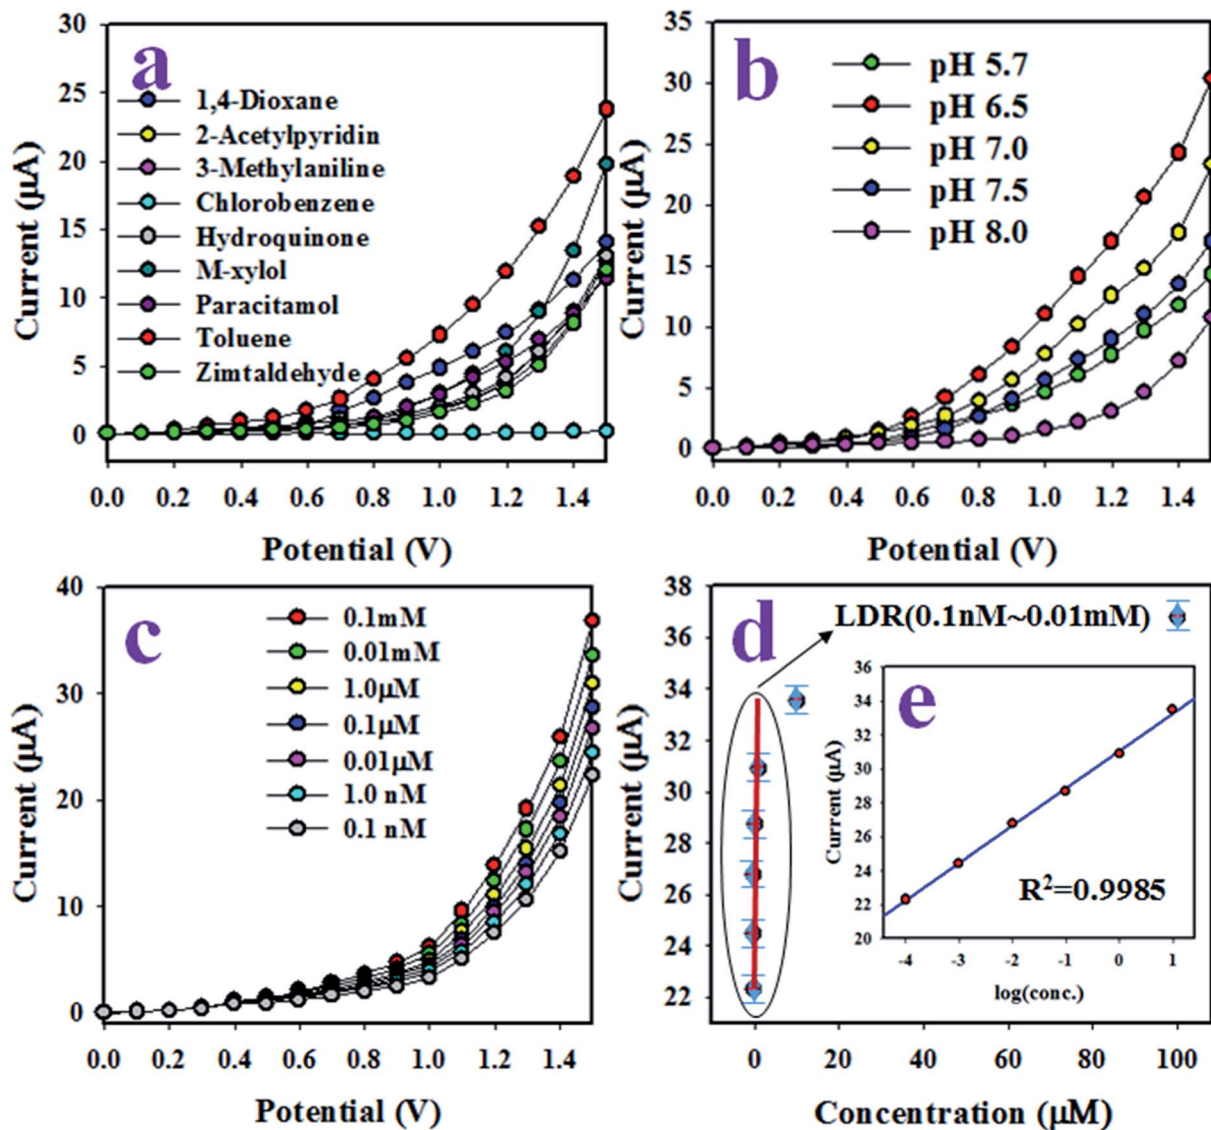 a
30
25
20
15
10
5
0
Current (µA)
1,4-Dioxane
2-Acetylpyridin
3-Methylaniline
Chlorobenzene
Hydroquinone
M-xylol
Paracitamol
Toluene
Zimtaldehyde
0.0 0.2 0.4 0.6 0.8 1.0 1.2 1.4
Potential (V)
b
35
30
25
20
15
10
5
0
Current (µA)
pH 5.7
pH 6.5
pH 7.0
pH 7.5
pH 8.0
0.0 0.2 0.4 0.6 0.8 1.0 1.2 1.4
Potential (V)
c
40
30
20
10
0
Current (µA)
0.1mM
0.01mM
1.0µM
0.1µM
0.01µM
1.0 nM
0.1 nM
0.0 0.2 0.4 0.6 0.8 1.0 1.2 1.4
Potential (V)
d
38
36
34
32
30
28
26
24
22
Current (µA)
LDR(0.1nM~0.01mM)
0 20 40 60 80 100
Concentration (µM)
e
36
34
31
28
26
24
22
20
Current (µA)
R²=0.9985
-4 -3 -2 -1 0 1
log(conc.)